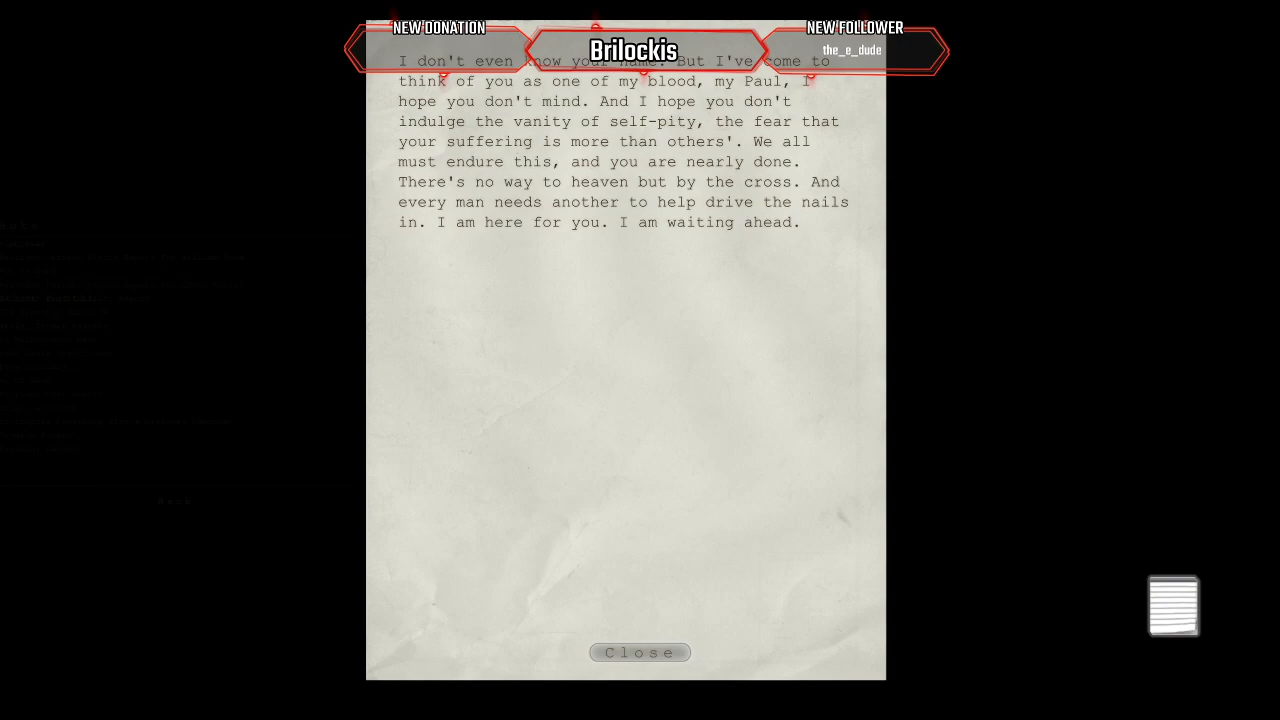 NEW DONATION
NEW FOLLOWER
Brilockis
the_e_dude
I don't even know your name. But I've come to
think of you as one of my blood, my Paul, I
hope you don't mind. And I hope you don't
indulge the vanity of self-pity, the fear that
your suffering is more than others'. We all
must endure this, and you are nearly done.
There's no way to heaven but by the cross. And
every man needs another to help drive the nails
in. I am here for you. I am waiting ahead.
Back
Close